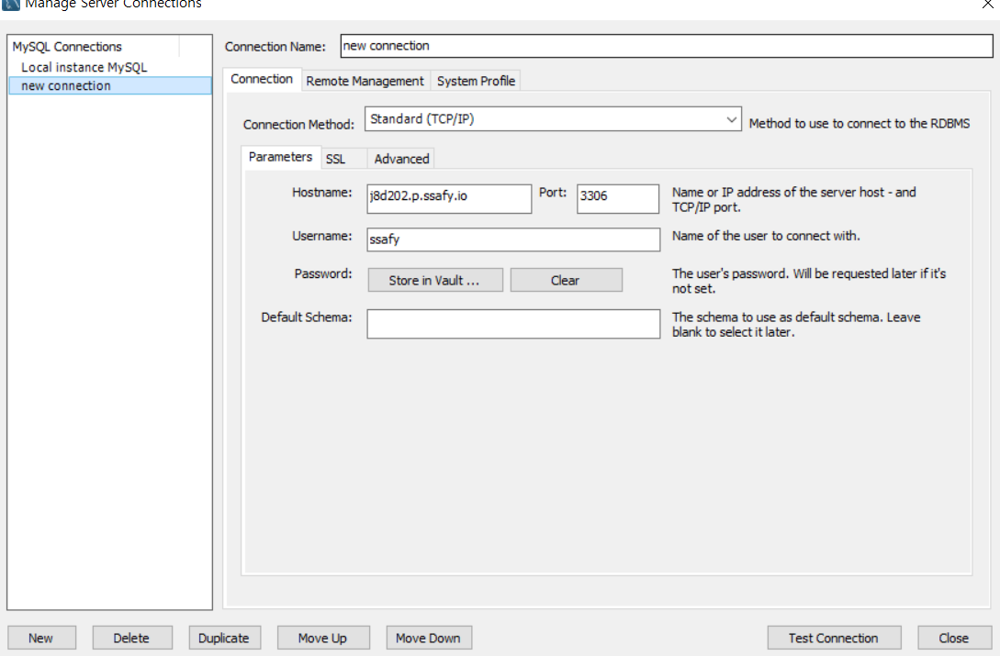 Manage Server Connections
MySQL Connections
Local instance MySQL
new connection
Connection Name: new connection
Connection Remote Management System Profile
Connection Method: Standard (TCP/IP) Method to use to connect to the RDBMS
Parameters SSL Advanced
Hostname: j8d202.p.ssafy.io Port: 3306 Name or IP address of the server host - and
TCP/IP port.
Username: ssafy Name of the user to connect with.
Password: Store in Vault ... Clear The user's password. Will be requested later if it's
not set.
Default Schema: The schema to use as default schema. Leave
blank to select it later.
New Delete Duplicate Move Up Move Down Test Connection Close